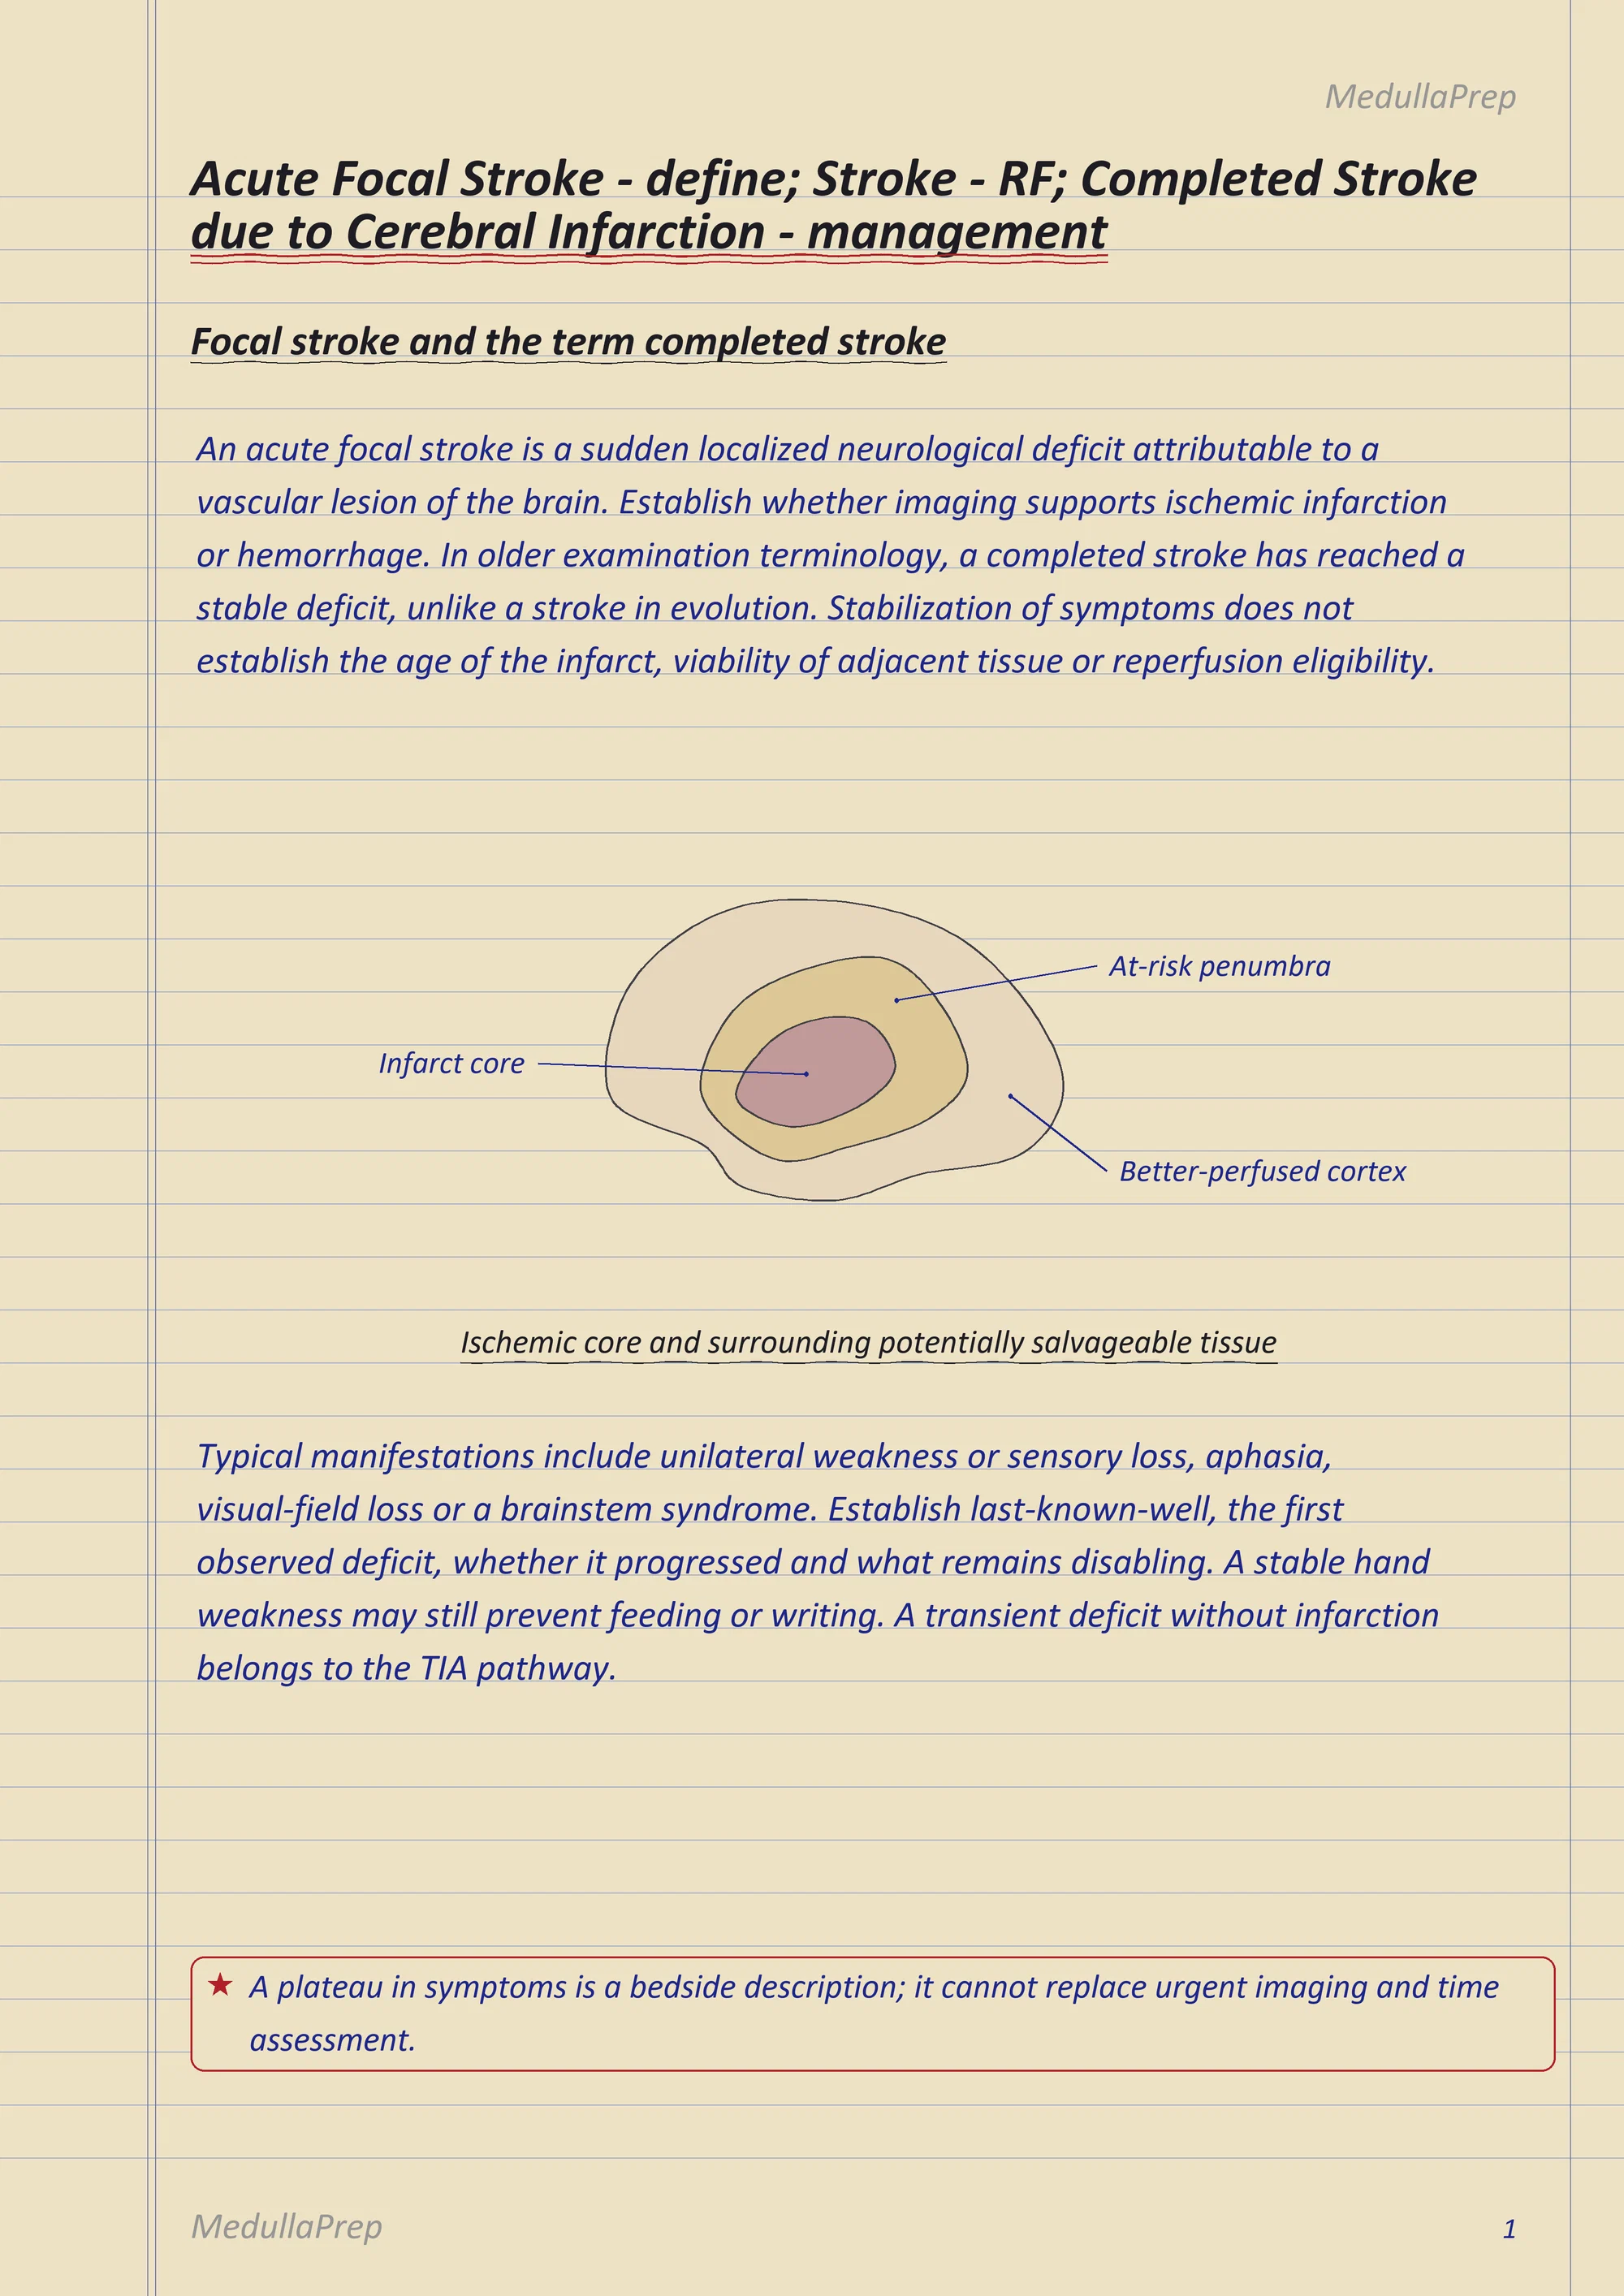 MedullaPrep
Acute Focal Stroke - define; Stroke - RF; Completed Stroke
due to Cerebral Infarction - management
Focal stroke and the term completed stroke
An acute focal stroke is a sudden localized neurological deficit attributable to a
vascular lesion of the brain. Establish whether imaging supports ischemic infarction
or hemorrhage. In older examination terminology, a completed stroke has reached a
stable deficit, unlike a stroke in evolution. Stabilization of symptoms does not
establish the age of the infarct, viability of adjacent tissue or reperfusion eligibility.
At-risk penumbra
Infarct core
Better-perfused cortex
Ischemic core and surrounding potentially salvageable tissue
Typical manifestations include unilateral weakness or sensory loss, aphasia,
visual-field loss or a brainstem syndrome. Establish last-known-well, the first
observed deficit, whether it progressed and what remains disabling. A stable hand
weakness may still prevent feeding or writing. A transient deficit without infarction
belongs to the TIA pathway.
★ A plateau in symptoms is a bedside description; it cannot replace urgent imaging and time
assessment.
MedullaPrep
1